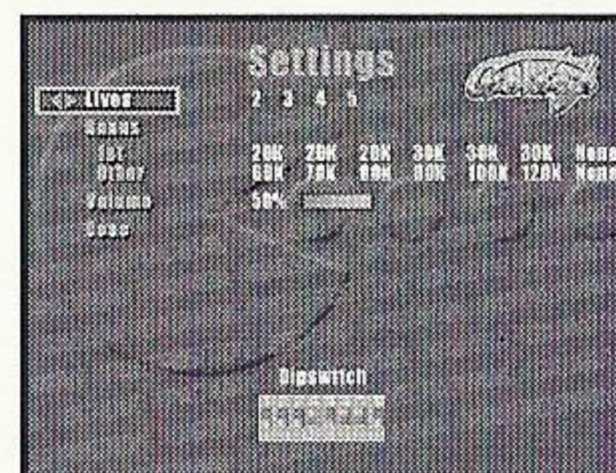 Settings
Lives 2 3 4 5
Bonus
1st 20K 20K 20K 30K 30K 30K None
Other 60K 70K 80K 80K 100K 120K None
Volume 50%
Dipswitch